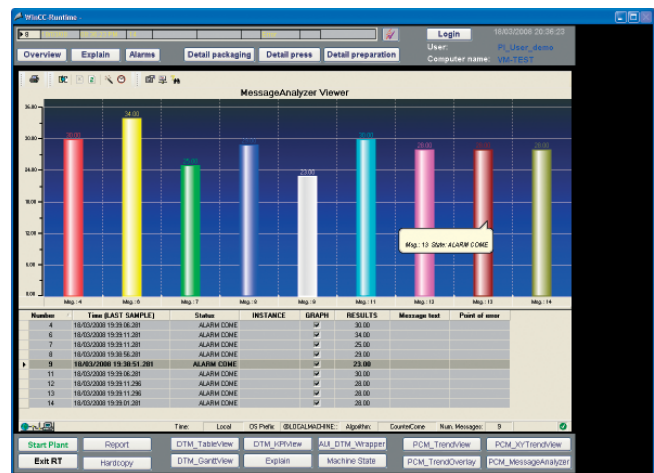 WinCC-Runtime -
18/03/2008 20:36:23
8
Login
User: PI_User_demo
Computer name: VM-TEST
Overview Explain Alarms Detail packaging Detail press Detail preparation
MessageAnalyzer Viewer
36.00
30.00 34.00 25.00 23.00 30.00 28.00 28.00 28.00
30.00
24.00
18.00
12.00
Msg.: 13 State: ALARM COME
Msg.: 4 Msg.: 6 Msg.: 7 Msg.: 8 Msg.: 9 Msg.: 11 Msg.: 12 Msg.: 13 Msg.: 14
Number Time (LAST SAMPLE) Status INSTANCE GRAPH RESULTS Message text Point of error
4 18/03/2008 19:39:06.281 ALARM COME 30.00
6 18/03/2008 19:39:11.281 ALARM COME 34.00
7 18/03/2008 19:39:11.281 ALARM COME 25.00
8 18/03/2008 19:38:56.281 ALARM COME 29.00
9 18/03/2008 19:38:51.281 ALARM COME 23.00
11 18/03/2008 19:39:06.281 ALARM COME 30.00
12 18/03/2008 19:39:11.296 ALARM COME 28.00
13 18/03/2008 19:39:11.296 ALARM COME 28.00
14 18/03/2008 19:39:01.281 ALARM COME 28.00
Time: Local OS Prefix: @LOCALMACHINE:: Algorithm: CounterCome Num. Messages: 9
Start Plant Report DTM_TableView DTM_KPIView AUI_DTM_Wrapper PCM_TrendView PCM_XYTrendView
Exit RT Hardcopy DTM_GanttView Explain Machine State PCM_TrendOverlay PCM_MessageAnalyzer